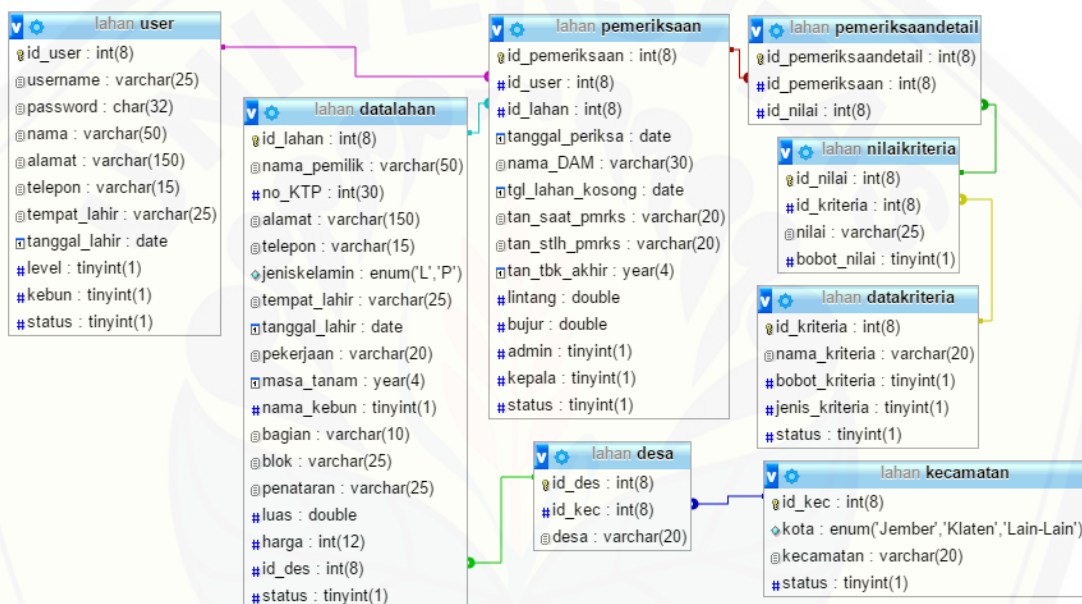 lahan user
id_user : int(8)
username : varchar(25)
password : char(32)
nama : varchar(50)
alamat : varchar(150)
telepon : varchar(15)
tempat_lahir : varchar(25)
tanggal_lahir : date
level : tinyint(1)
kebun : tinyint(1)
status : tinyint(1)
lahan datalahan
id_lahan : int(8)
nama_pemilik : varchar(50)
no_KTP : int(30)
alamat : varchar(150)
telepon : varchar(15)
jeniskelamin : enum('L','P')
tempat_lahir : varchar(25)
tanggal_lahir : date
pekerjaan : varchar(20)
masa_tanam : year(4)
nama_kebun : tinyint(1)
bagian : varchar(10)
blok : varchar(25)
penataran : varchar(25)
luas : double
harga : int(12)
id_des : int(8)
status : tinyint(1)
lahan pemeriksaan
id_pemeriksaan : int(8)
id_user : int(8)
id_lahan : int(8)
tanggal_periksa : date
nama_DAM : varchar(30)
tgl_lahan_kosong : date
tan_saat_pmrks : varchar(20)
tan_stlh_pmrks : varchar(20)
tan_tbk_akhir : year(4)
lintang : double
bujur : double
admin : tinyint(1)
kepala : tinyint(1)
status : tinyint(1)
lahan pemeriksaandetail
id_pemeriksaandetail : int(8)
id_pemeriksaan : int(8)
id_nilai : int(8)
lahan nilaikriteria
id_nilai : int(8)
id_kriteria : int(8)
nilai : varchar(25)
bobot_nilai : tinyint(1)
lahan datakriteria
id_kriteria : int(8)
nama_kriteria : varchar(20)
bobot_kriteria : tinyint(1)
jenis_kriteria : tinyint(1)
status : tinyint(1)
lahan desa
id_des : int(8)
id_kec : int(8)
desa : varchar(20)
lahan kecamatan
id_kec : int(8)
kota : enum('Jember','Klaten','Lain-Lain')
kecamatan : varchar(20)
status : tinyint(1)